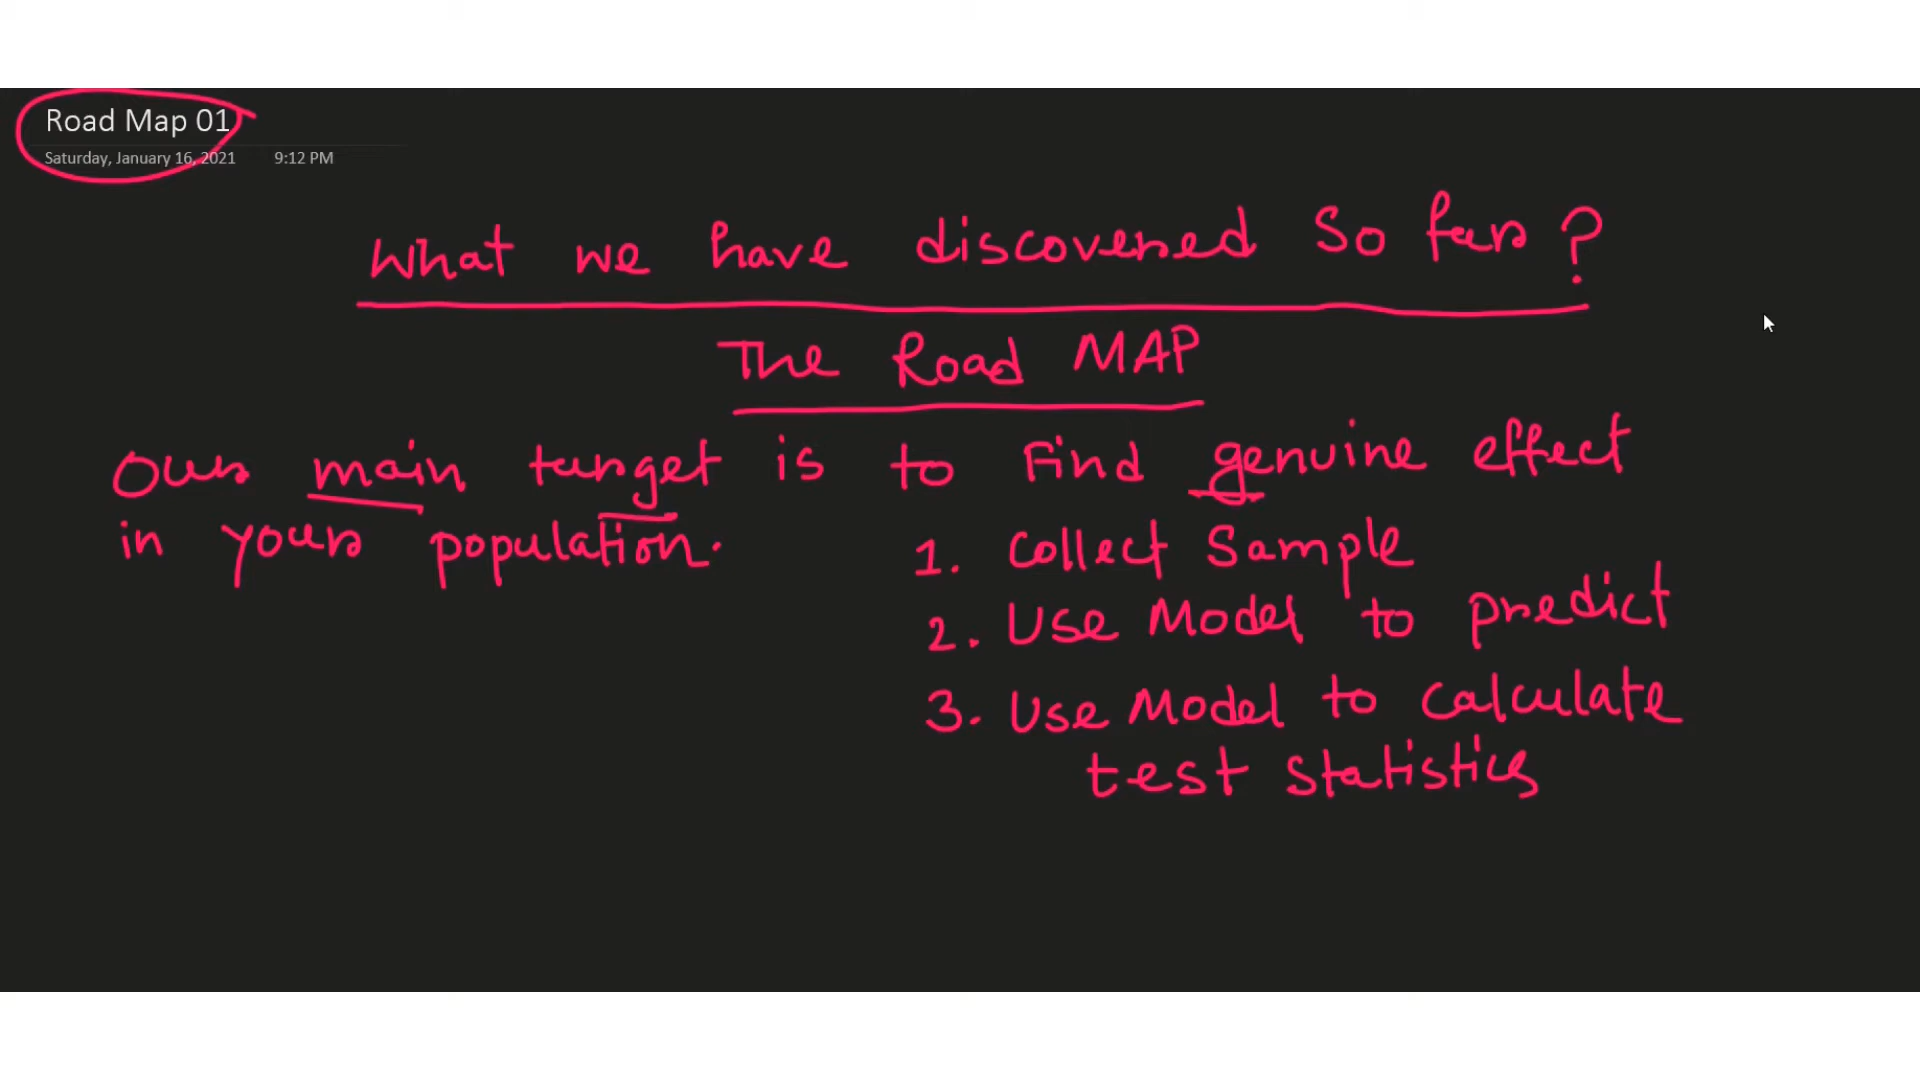 Road Map 01
Saturday, January 16, 2021 9:12 PM
What we have discovered So far ?
The Road MAP
Our main target is to Find genuine effect
in your population.
1. Collect Sample
2. Use Model to predict
3. Use Model to calculate
test statistics